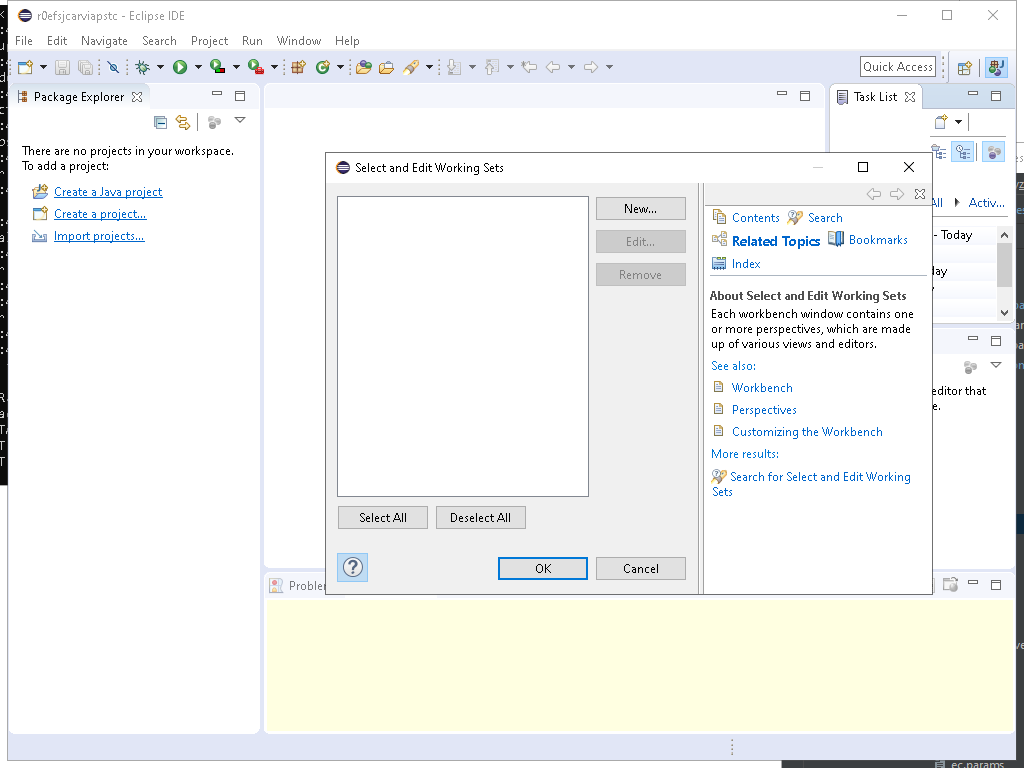 r0efsjcarviapstc - Eclipse IDE
File Edit Navigate Search Project Run Window Help
Quick Access
Package Explorer
Task List
There are no projects in your workspace.
To add a project:
Create a Java project
Create a project...
Import projects...
Select and Edit Working Sets
New...
Edit...
Remove
Select All
Deselect All
OK
Cancel
Contents
Search
Related Topics
Bookmarks
Index
About Select and Edit Working Sets
Each workbench window contains one
or more perspectives, which are made
up of various views and editors.
See also:
Workbench
Perspectives
Customizing the Workbench
More results:
Search for Select and Edit Working
Sets
All
Activ...
- Today
day
editor that
e.
Probler
ec.params